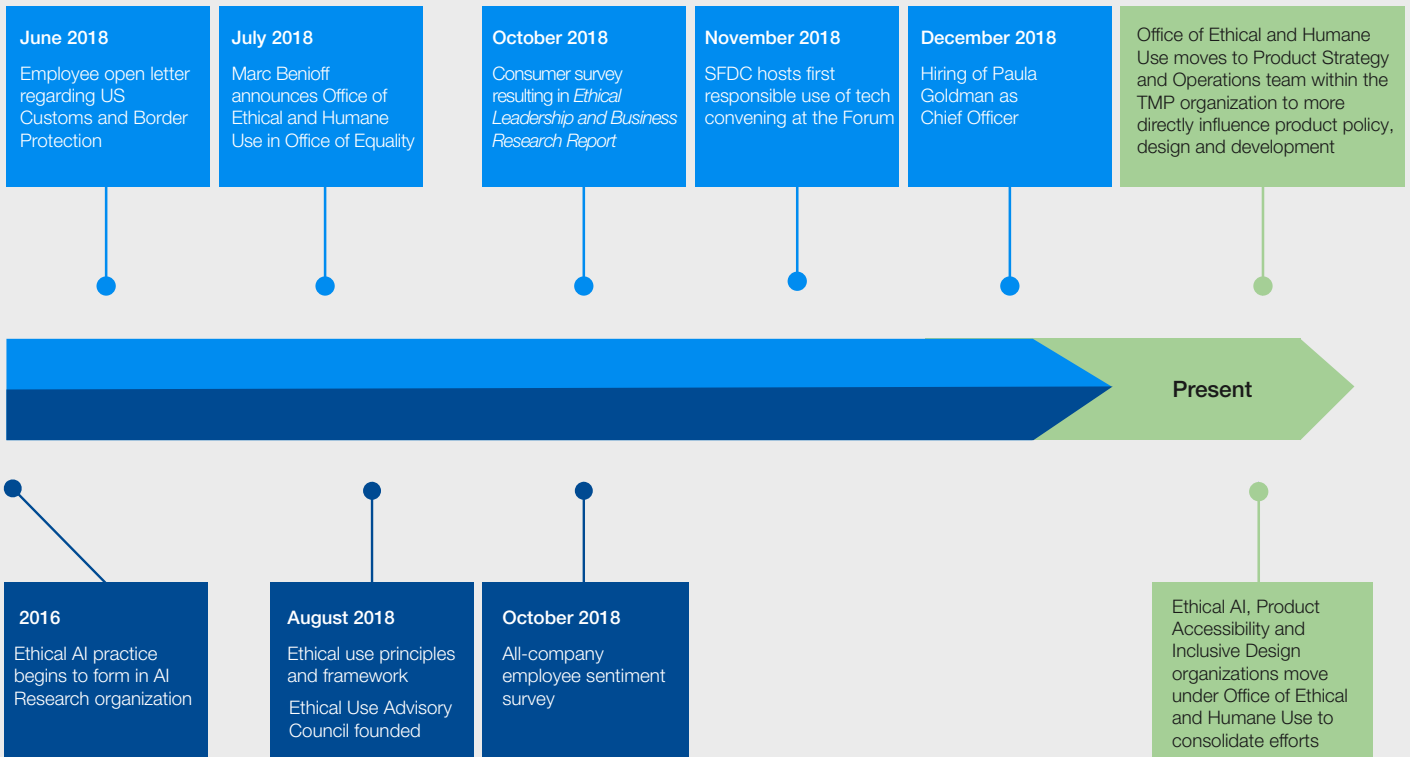 June 2018
Employee open letter
regarding US
Customs and Border
Protection
July 2018
Marc Benioff
announces Office of
Ethical and Humane
Use in Office of Equality
October 2018
Consumer survey
resulting in Ethical
Leadership and Business
Research Report
November 2018
SFDC hosts first
responsible use of tech
convening at the Forum
December 2018
Hiring of Paula
Goldman as
Chief Officer
Office of Ethical and Humane
Use moves to Product Strategy
and Operations team within the
TMP organization to more
directly influence product policy,
design and development
Present
2016
Ethical AI practice
begins to form in AI
Research organization
August 2018
Ethical use principles
and framework
Ethical Use Advisory
Council founded
October 2018
All-company
employee sentiment
survey
Ethical AI, Product
Accessibility and
Inclusive Design
organizations move
under Office of Ethical
and Humane Use to
consolidate efforts